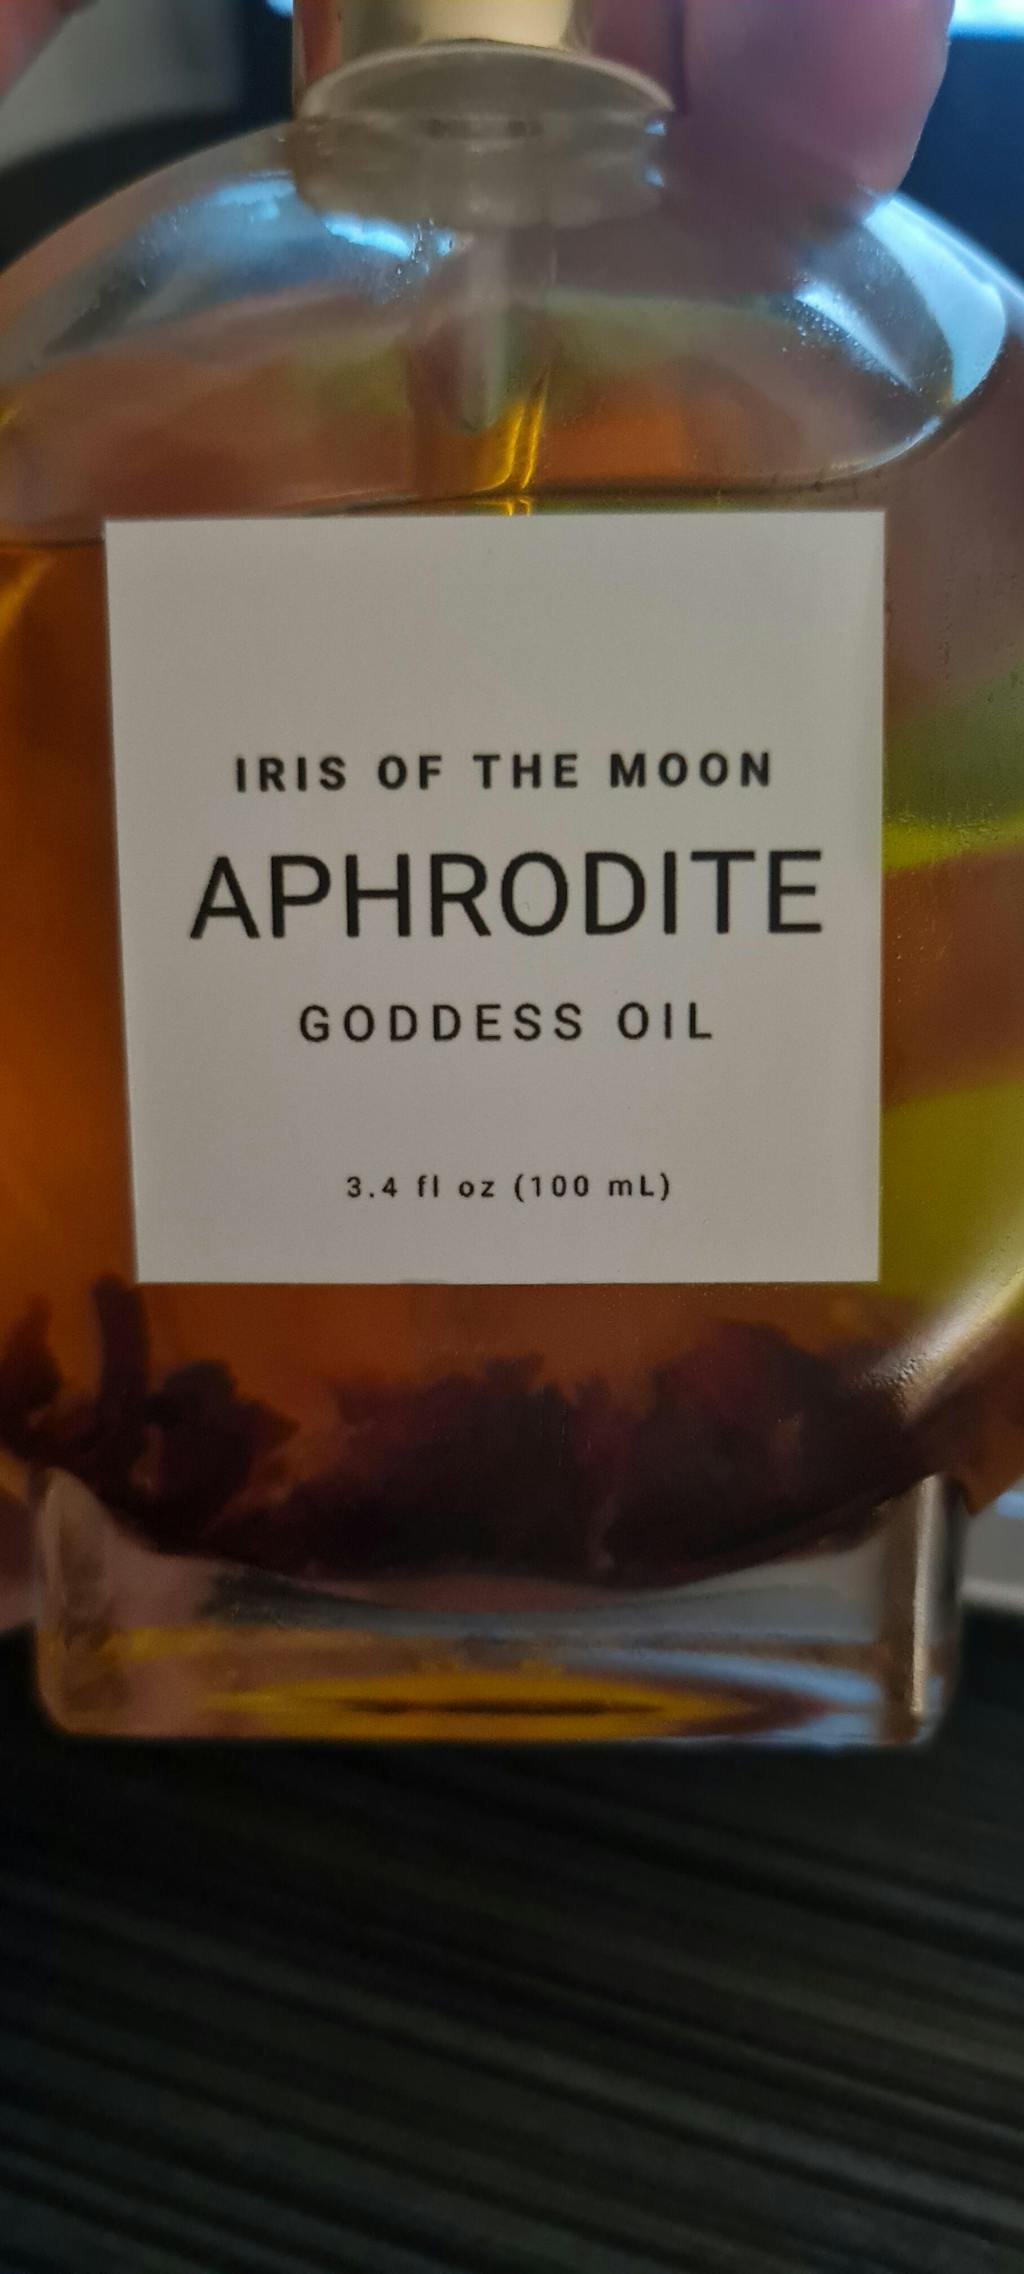 IRIS OF THE MOON
APHRODITE
GODDESS OIL
3.4 fl oz (100 mL)